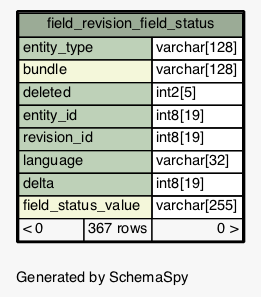 field_revision_field_status
entity_type varchar[128]
bundle varchar[128]
deleted int2[5]
entity_id int8[19]
revision_id int8[19]
language varchar[32]
delta int8[19]
field_status_value varchar[255]
< 0 367 rows 0 >
Generated by SchemaSpy